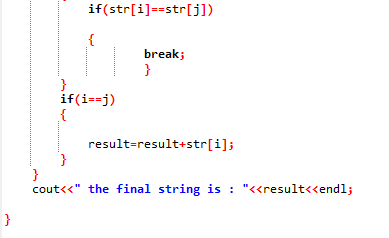 }
if(str[i]==str[j])
{
break;
}
}
if(i==j)
{
result=result+str[i];
}
}
cout<<" the final string is : "<<result<<endl;
}